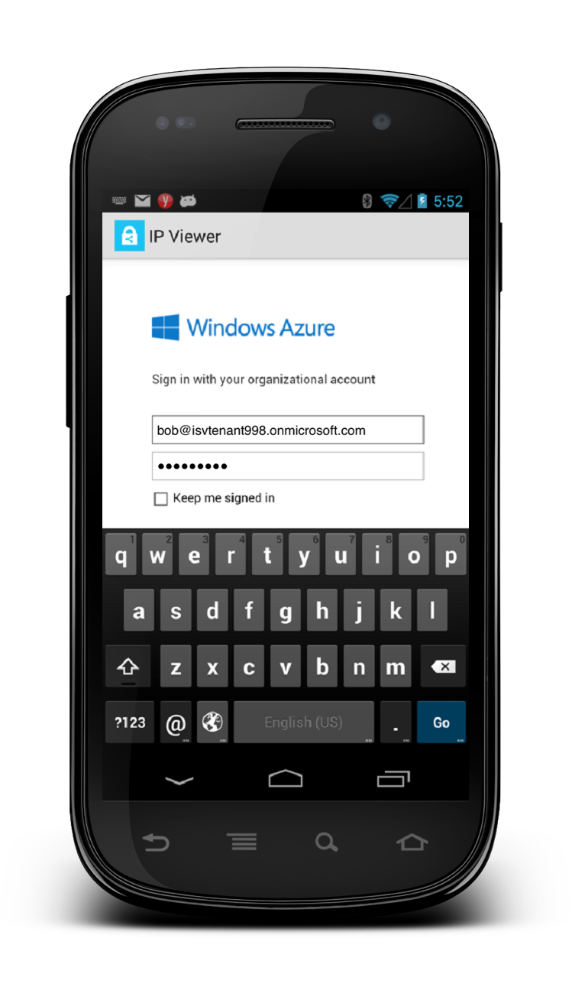 5:52
IP Viewer
Windows Azure
Sign in with your organizational account
bob@isvtenant998.onmicrosoft.com
•••••••••
Keep me signed in
1 2 3 4 5 6 7 8 9 0
q w e r t y u i o p
a s d f g h j k l
z x c v b n m
?123 @ English (US) . Go